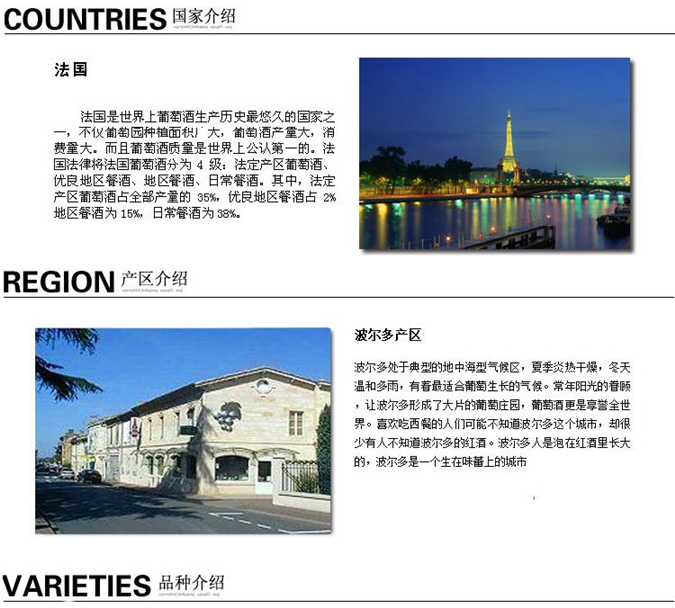 COUNTRIES 国家介绍
法国
法国是世界上葡萄酒生产历史最悠久的国家之
一，不仅葡萄园种植面积广大，葡萄酒产量大，消
费量大。而且葡萄酒质量是世界上公认第一的。法
国法律将法国葡萄酒分为 4 级：法定产区葡萄酒、
优良地区餐酒、地区餐酒、日常餐酒。其中，法定
产区葡萄酒占全部产量的 35%，优良地区餐酒占 2%
地区餐酒为 15%，日常餐酒为 38%。
REGION 产区介绍
波尔多产区
波尔多处于典型的地中海型气候区，夏季炎热干燥，冬天
温和多雨，有着最适合葡萄生长的气候。常年阳光的眷顾
，让波尔多形成了大片的葡萄庄园，葡萄酒更是享誉全世
界。喜欢吃西餐的人们可能不知道波尔多这个城市，却很
少有人不知道波尔多的红酒。波尔多人是泡在红酒里长大
的，波尔多是一个生在味蕾上的城市
VARIETIES 品种介绍